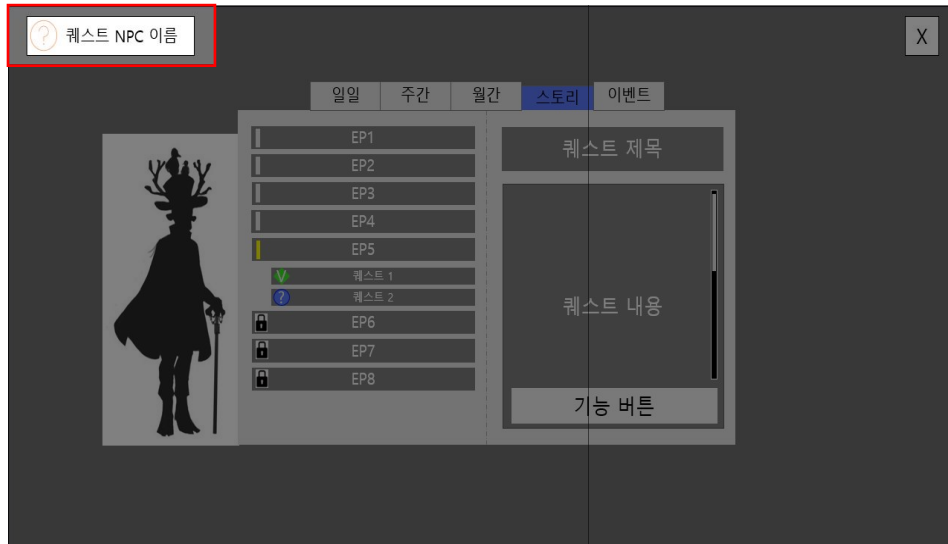 ? 퀘스트 NPC 이름
X
일일 주간 월간 스토리 이벤트
EP1
EP2
EP3
EP4
EP5
V 퀘스트 1
? 퀘스트 2
EP6
EP7
EP8
퀘스트 제목
퀘스트 내용
기능 버튼